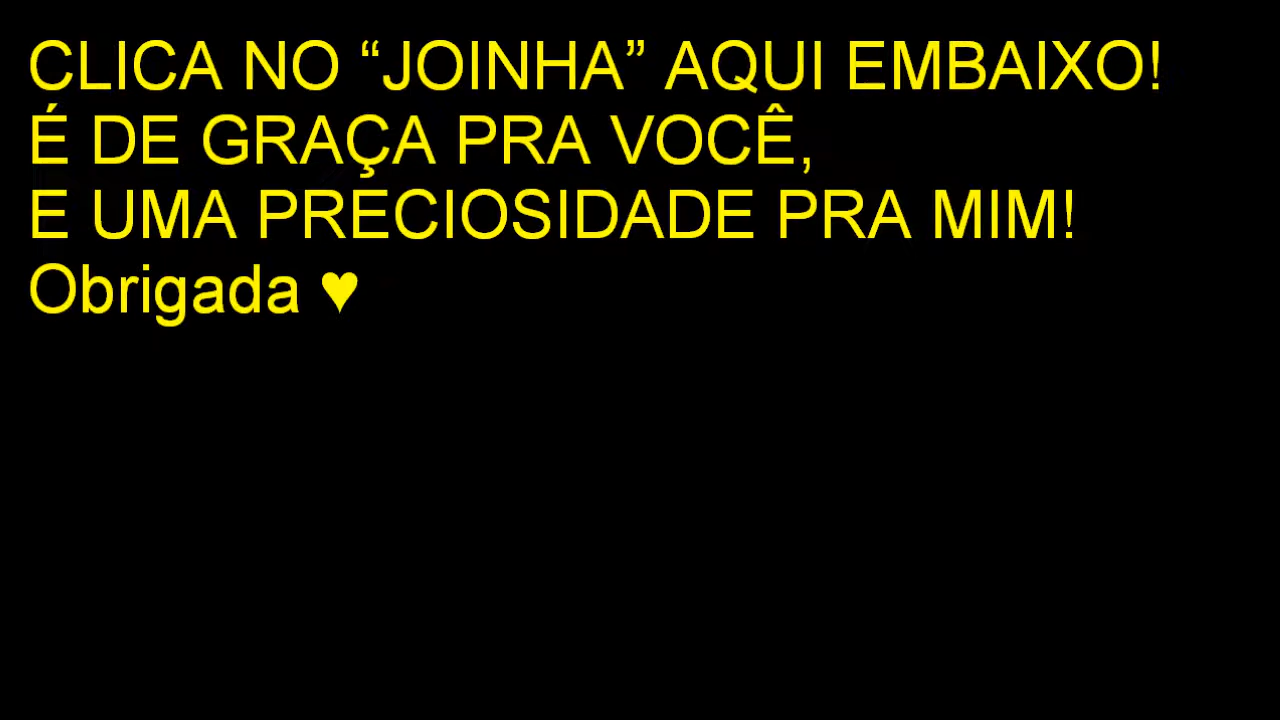 CLICA NO “JOINHA” AQUI EMBAIXO!
É DE GRAÇA PRA VOCÊ,
E UMA PRECIOSIDADE PRA MIM!
Obrigada ♥